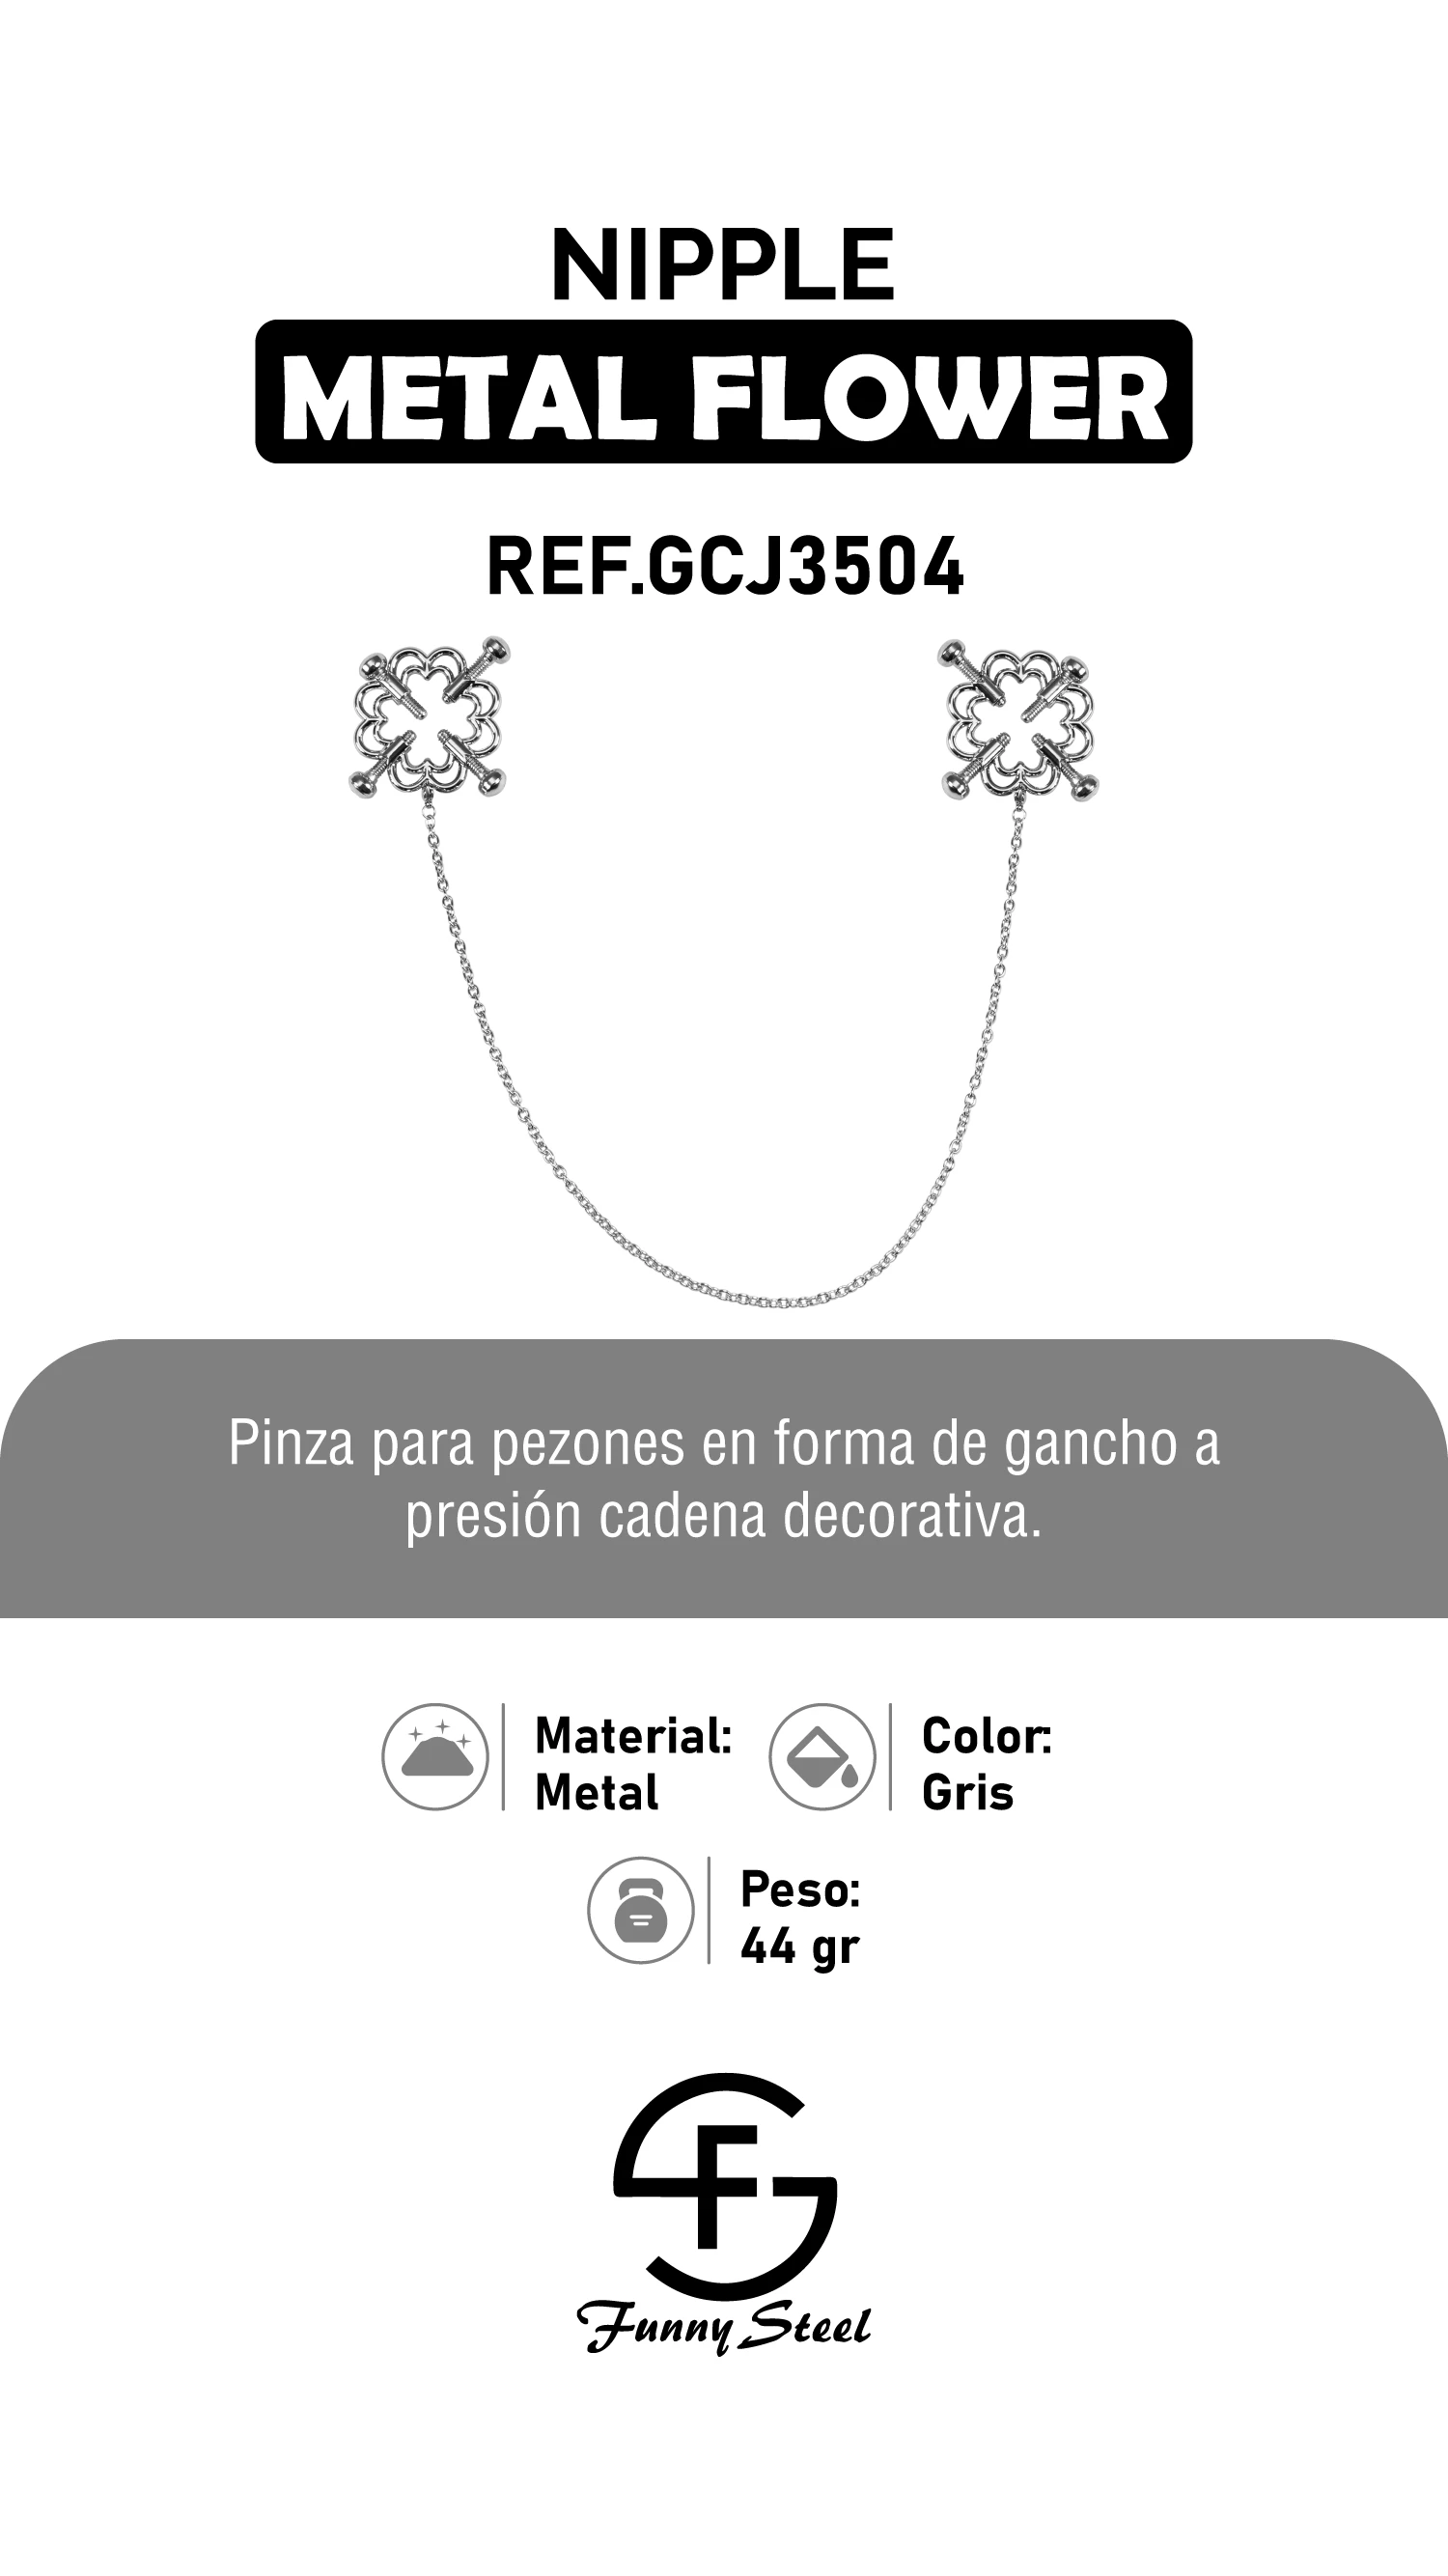 NIPPLE
METAL FLOWER
REF.GCJ3504
Pinza para pezones en forma de gancho a
presión cadena decorativa.
Material:
Metal
Color:
Gris
Peso:
44 gr
SF
Funny Steel